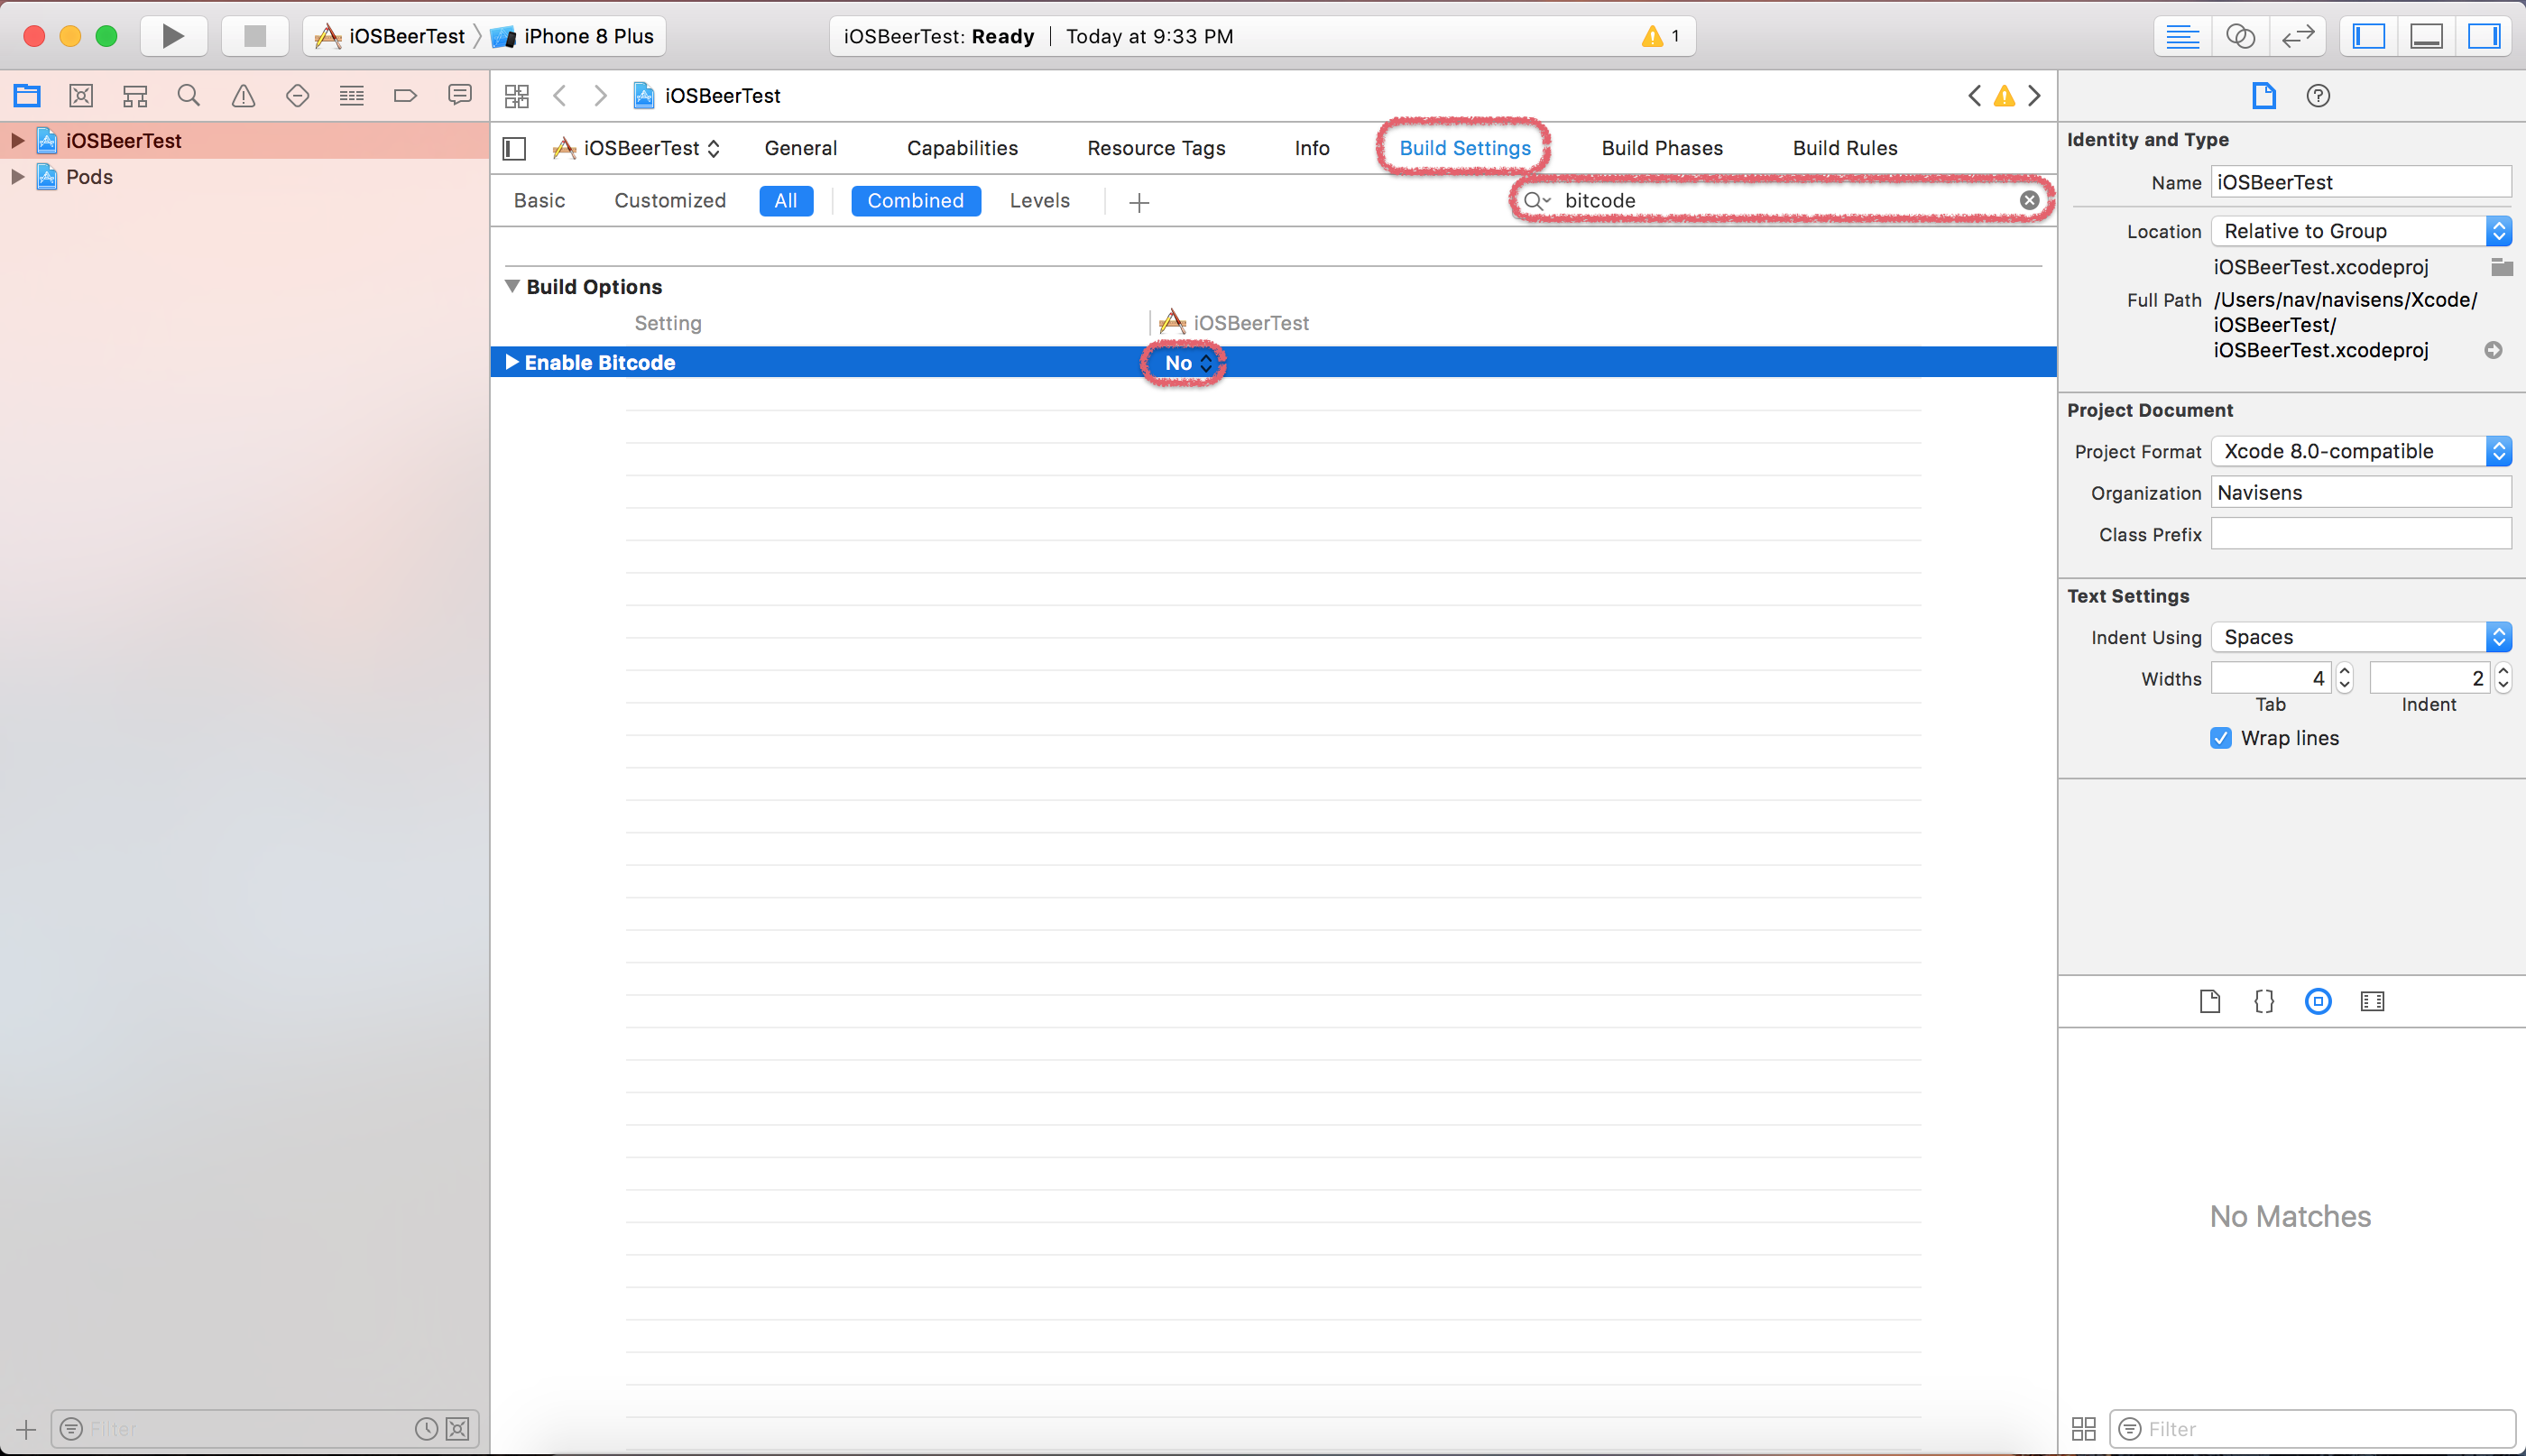 iOSBeerTest iPhone 8 Plus
iOSBeerTest: Ready Today at 9:33 PM 1
iOSBeerTest
Pods
iOSBeerTest
iOSBeerTest General Capabilities Resource Tags Info Build Settings Build Phases Build Rules
Basic Customized All Combined Levels bitcode
Build Options
Setting iOSBeerTest
Enable Bitcode No
Identity and Type
Name iOSBeerTest
Location Relative to Group
iOSBeerTest.xcodeproj
Full Path /Users/nav/navisens/Xcode/
iOSBeerTest/
iOSBeerTest.xcodeproj
Project Document
Project Format Xcode 8.0-compatible
Organization Navisens
Class Prefix
Text Settings
Indent Using Spaces
Widths 4 2
Tab Indent
Wrap lines
No Matches
Filter
Filter